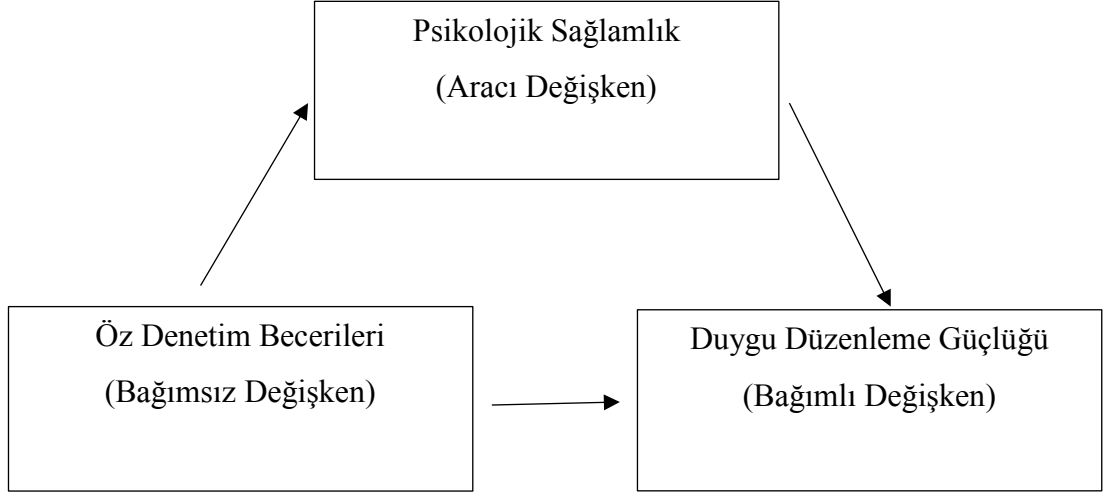 Psikolojik Sağlamlık
(Aracı Değişken)
Öz Denetim Becerileri
(Bağımsız Değişken)
Duygu Düzenleme Güçlüğü
(Bağımlı Değişken)